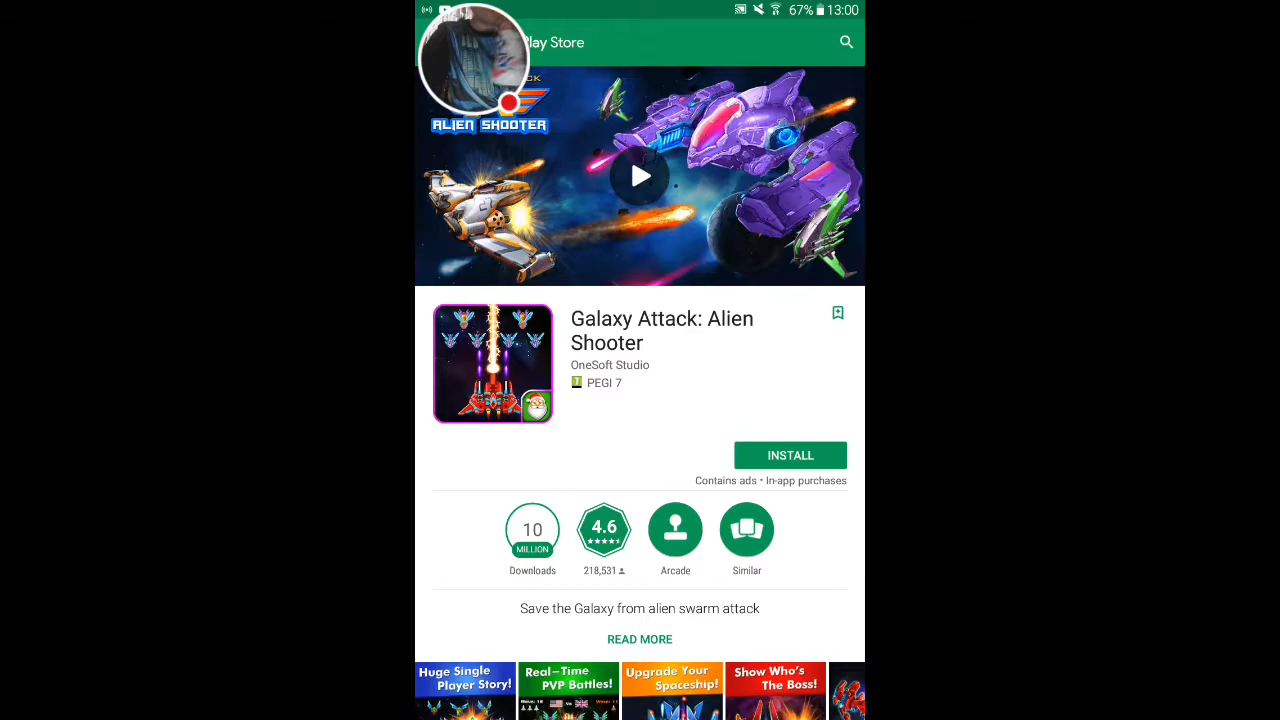 67% 13:00
Play Store
CK
ALIEN SHOOTER
Galaxy Attack: Alien
Shooter
OneSoft Studio
PEGI 7
INSTALL
Contains ads • In-app purchases
10
MILLION
Downloads
4.6
218,531
Arcade
Similar
Save the Galaxy from alien swarm attack
READ MORE
Huge Single
Player Story!
Real-Time
PVP Battles!
Upgrade Your
Spaceship!
Show Who's
The Boss!